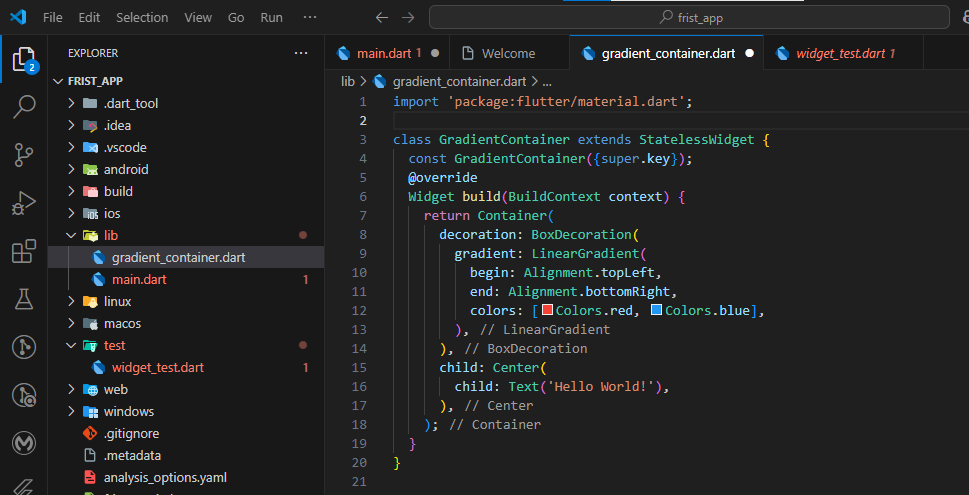 File Edit Selection View Go Run ··· ← → frist_app
EXPLORER ···
main.dart 1 ● Welcome gradient_container.dart ● widget_test.dart 1
2
FRIST_APP
lib > gradient_container.dart > ...
.dart_tool
.idea
.vscode
android
build
ios
lib
gradient_container.dart
main.dart 1
linux
macos
test
widget_test.dart 1
web
windows
.gitignore
.metadata
analysis_options.yaml
1 import 'package:flutter/material.dart';
2
3 class GradientContainer extends StatelessWidget {
4 const GradientContainer({super.key});
5 @override
6 Widget build(BuildContext context) {
7 return Container(
8 decoration: BoxDecoration(
9 gradient: LinearGradient(
10 begin: Alignment.topLeft,
11 end: Alignment.bottomRight,
12 colors: [Colors.red, Colors.blue],
13 ), // LinearGradient
14 ), // BoxDecoration
15 child: Center(
16 child: Text('Hello World!'),
17 ), // Center
18 ); // Container
19 }
20 }
21